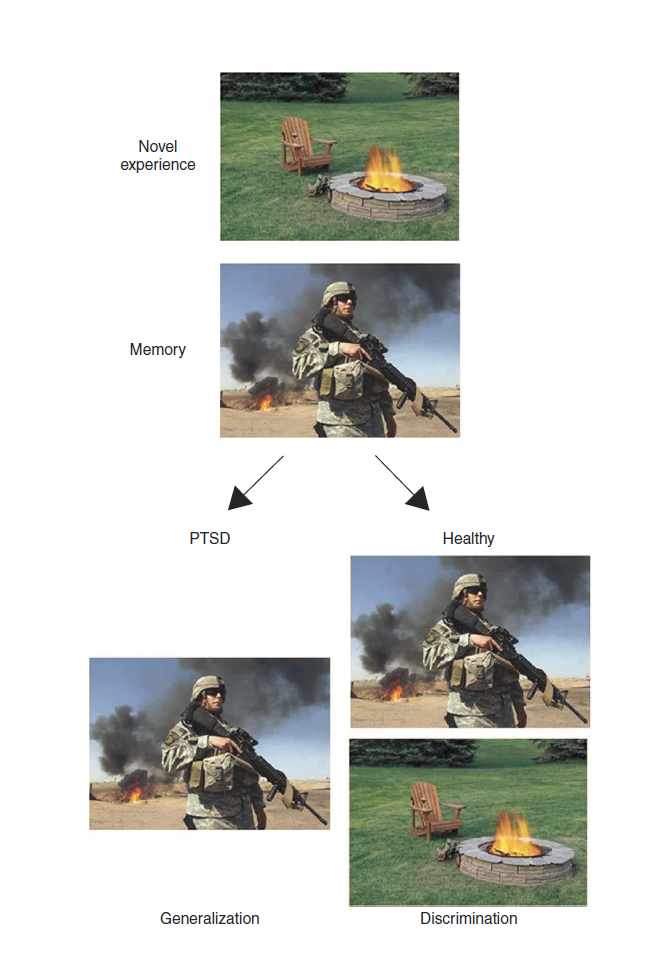 Novel
experience
Memory
PTSD
Healthy
Generalization
Discrimination